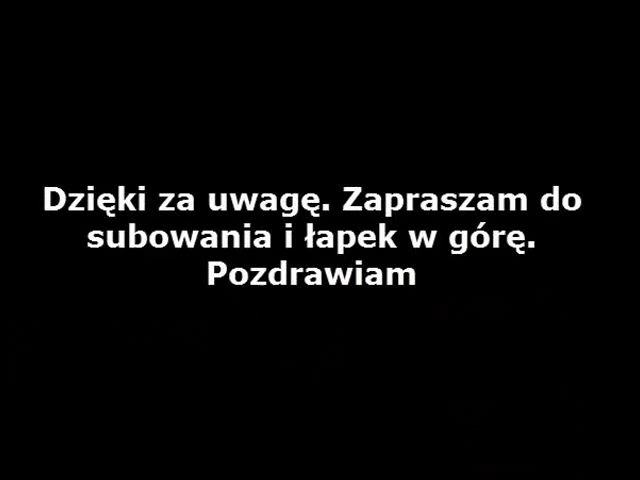 Dzięki za uwagę. Zapraszam do
subowania i łapek w górę.
Pozdrawiam